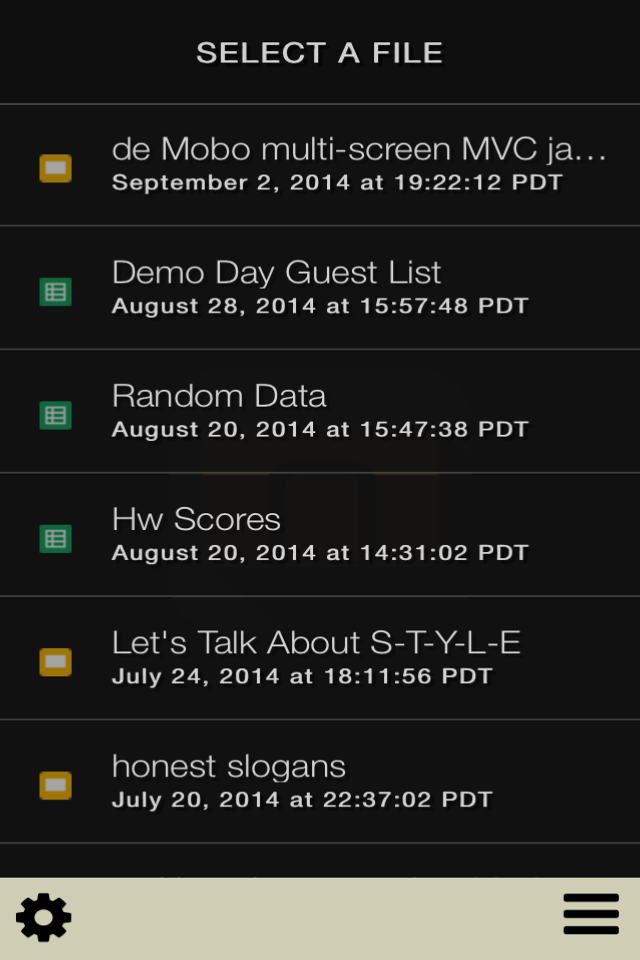 SELECT A FILE
de Mobo multi-screen MVC ja...
September 2, 2014 at 19:22:12 PDT
Demo Day Guest List
August 28, 2014 at 15:57:48 PDT
Random Data
August 20, 2014 at 15:47:38 PDT
Hw Scores
August 20, 2014 at 14:31:02 PDT
Let's Talk About S-T-Y-L-E
July 24, 2014 at 18:11:56 PDT
honest slogans
July 20, 2014 at 22:37:02 PDT